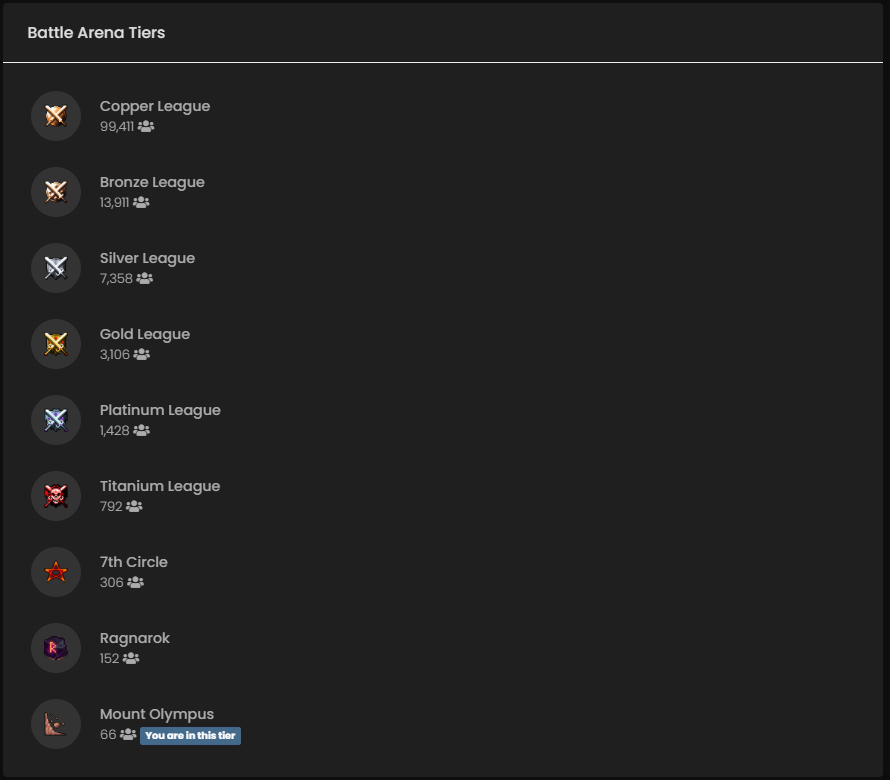 Battle Arena Tiers
Copper League
99,411
Bronze League
13,911
Silver League
7,358
Gold League
3,106
Platinum League
1,428
Titanium League
792
7th Circle
306
Ragnarok
152
Mount Olympus
66 You are in this tier